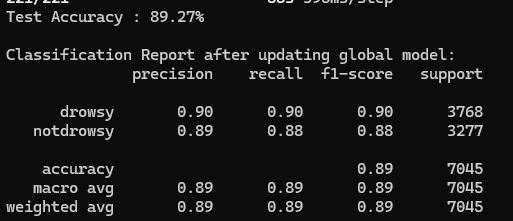 Test Accuracy : 89.27%
Classification Report after updating global model:
precision recall f1-score support
drowsy 0.90 0.90 0.90 3768
notdrowsy 0.89 0.88 0.88 3277
accuracy 0.89 7045
macro avg 0.89 0.89 0.89 7045
weighted avg 0.89 0.89 0.89 7045